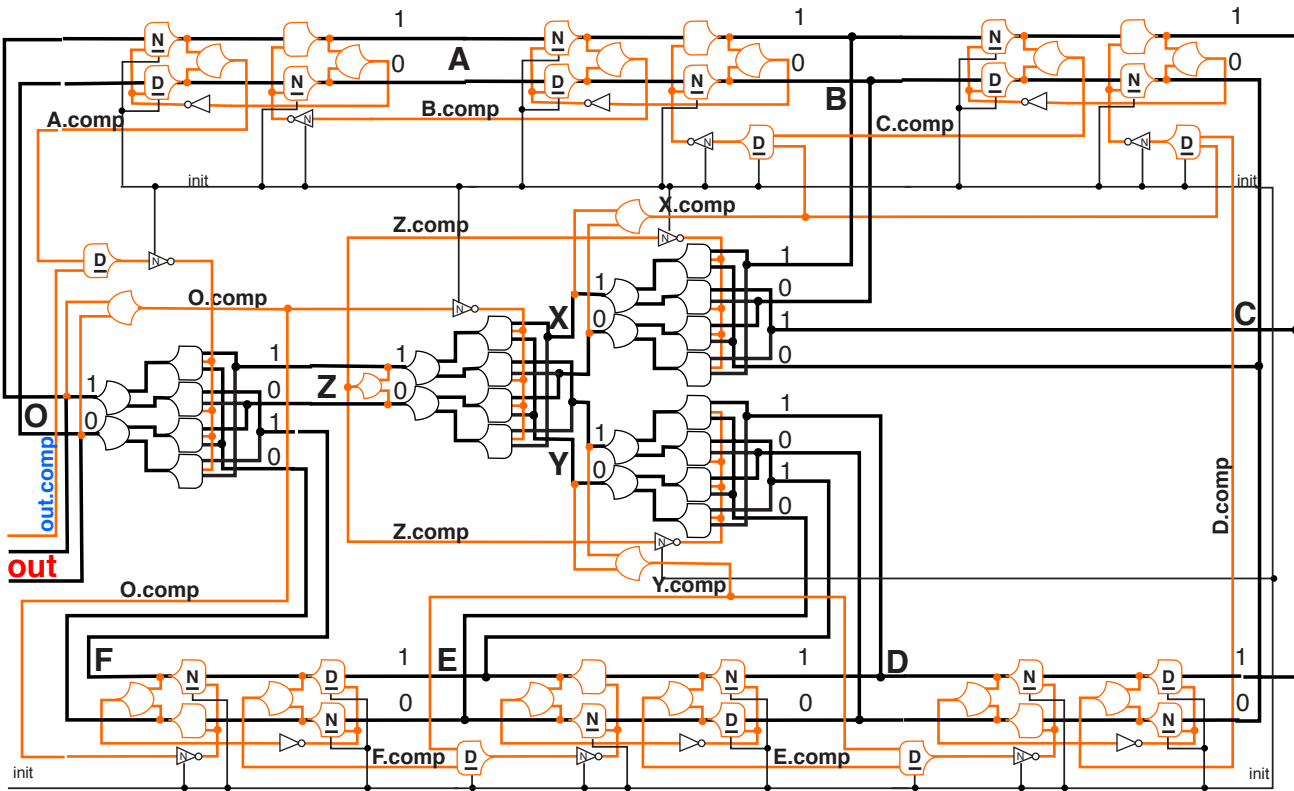 1 1 1
N N N
A
0 0 0
D N D N D N
B
A.comp N B.comp C.comp
N D N D
init init
X.comp
Z.comp N
D N
1
O.comp N X 1 0
0 1 C
1 1 0
Z 0
1 0 1
O 0 1 0
0 Y 1
0 1
out.comp
D.comp
Z.comp N
out
O.comp Y.comp
F 1 E 1 D 1
N D N N D
0 0 0
N N D N
N F.comp D N E.comp D N
init init